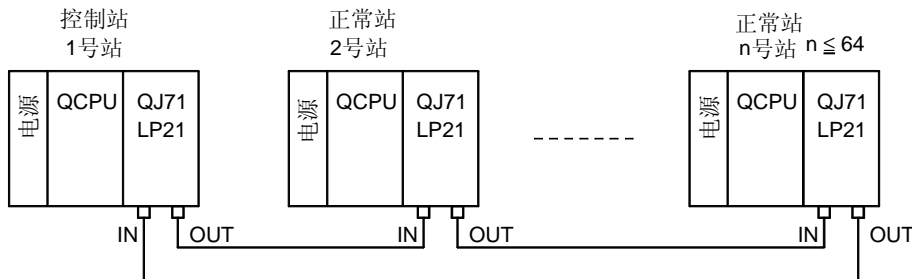 控制站
1号站
正常站
2号站
正常站
n号站 n ≦ 64
电源
QCPU
QJ71
LP21
电源
QCPU
QJ71
LP21
电源
QCPU
QJ71
LP21
IN
OUT
IN
OUT
IN
OUT